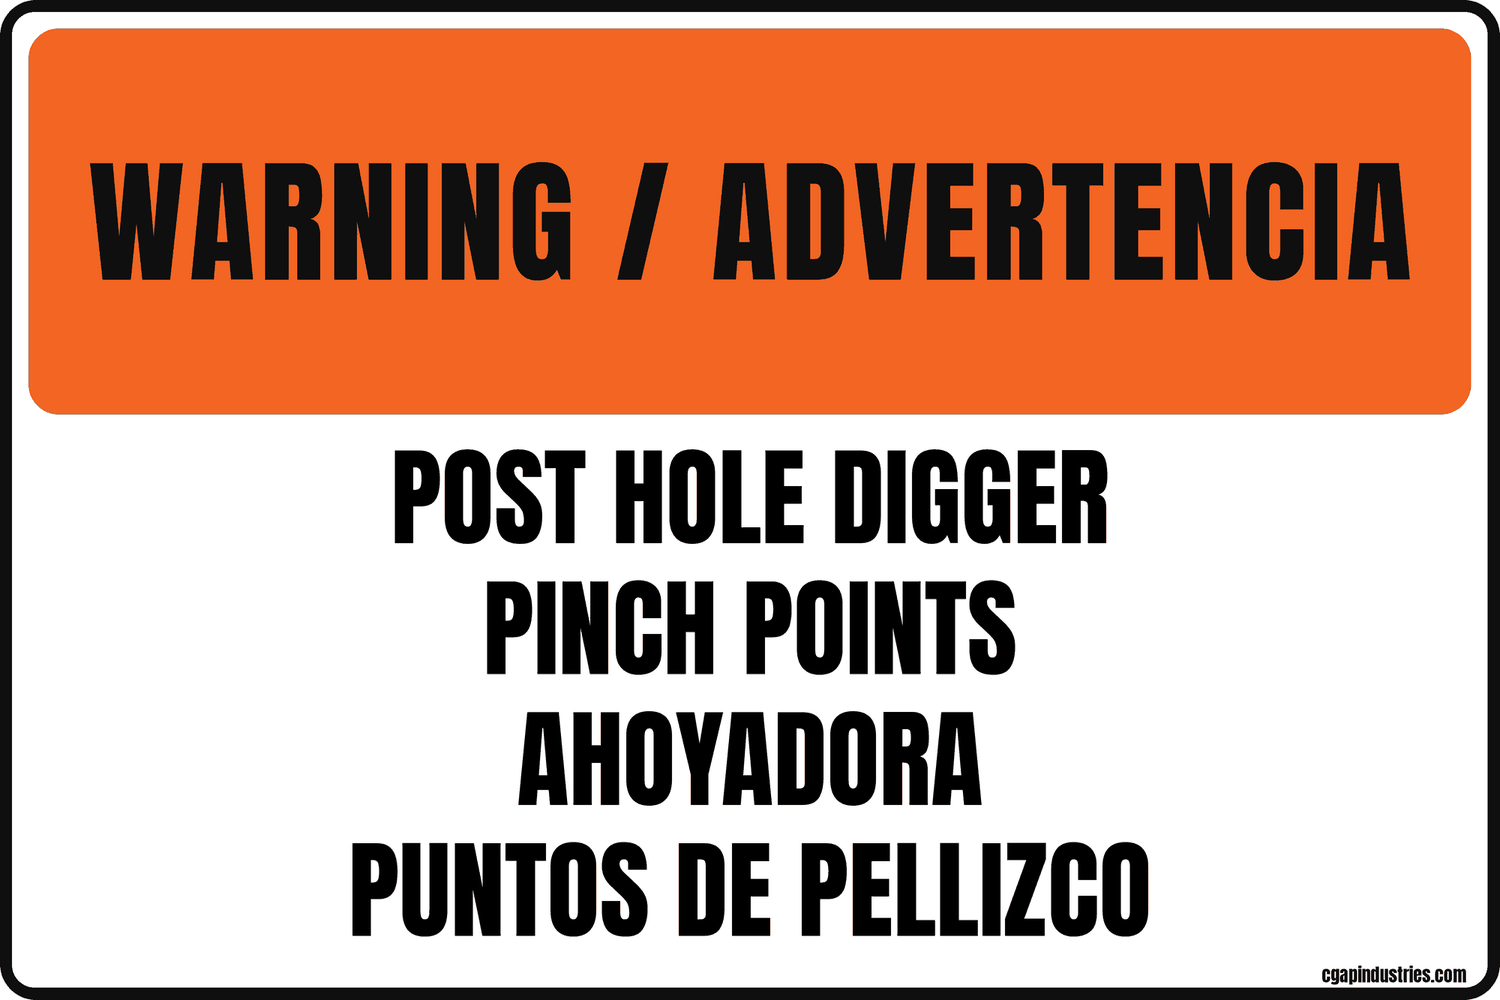 WARNING / ADVERTENCIA
POST HOLE DIGGER
PINCH POINTS
AHOYADORA
PUNTOS DE PELLIZCO
cgapindustries.com